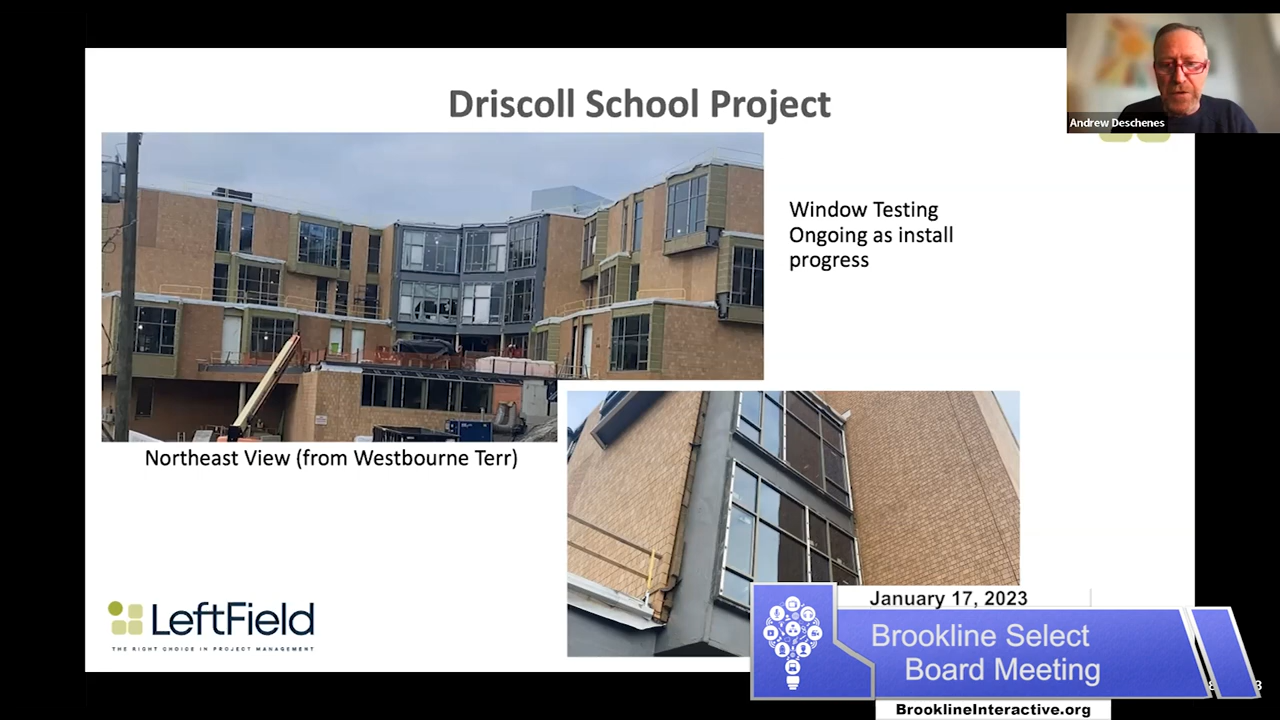 Driscoll School Project
Andrew Deschenes
Window Testing
Ongoing as install
progress
Northeast View (from Westbourne Terr)
LeftField
THE RIGHT CHOICE IN PROJECT MANAGEMENT
January 17, 2023
Brookline Select
Board Meeting
BrooklineInteractive.org